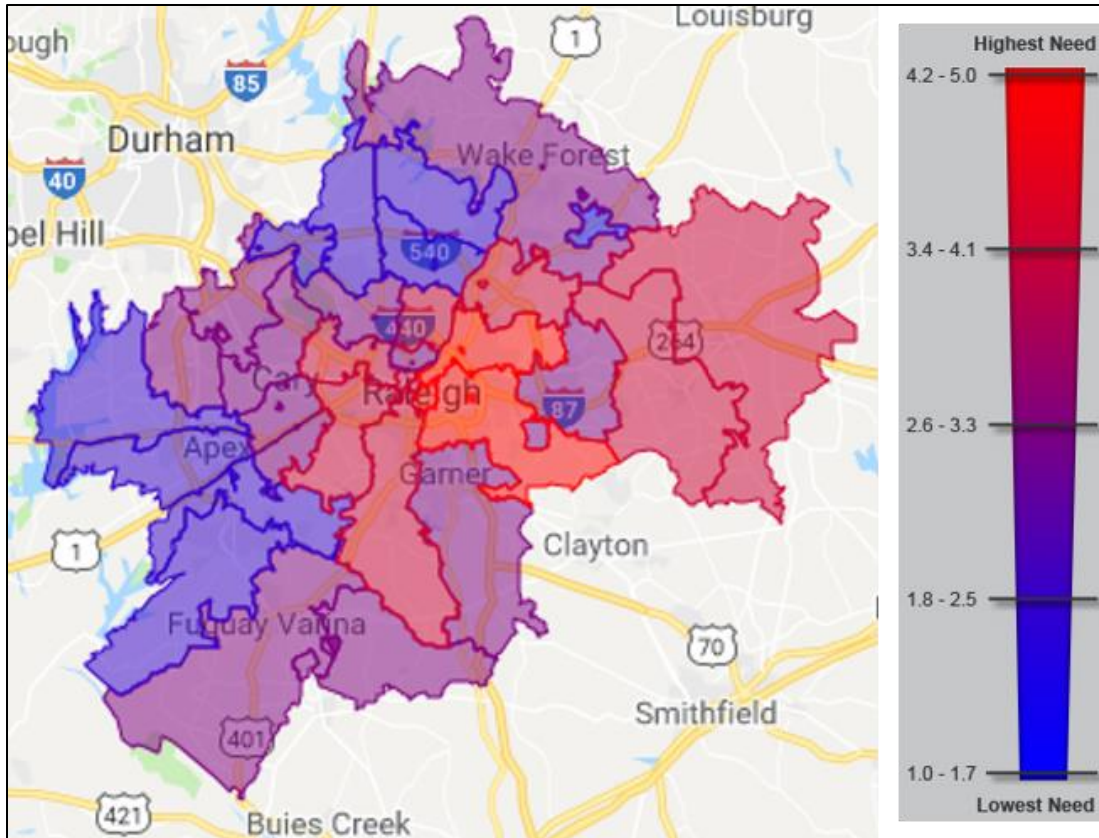 Louisburg
ough
1
85
Durham
Wake Forest
40
pel Hill
540
440
264
Cary
Raleigh
87
Apex
Garner
1
Clayton
Fuquay Varina
70
Smithfield
401
421
Buies Creek
Highest Need
4.2 - 5.0
3.4 - 4.1
2.6 - 3.3
1.8 - 2.5
1.0 - 1.7
Lowest Need